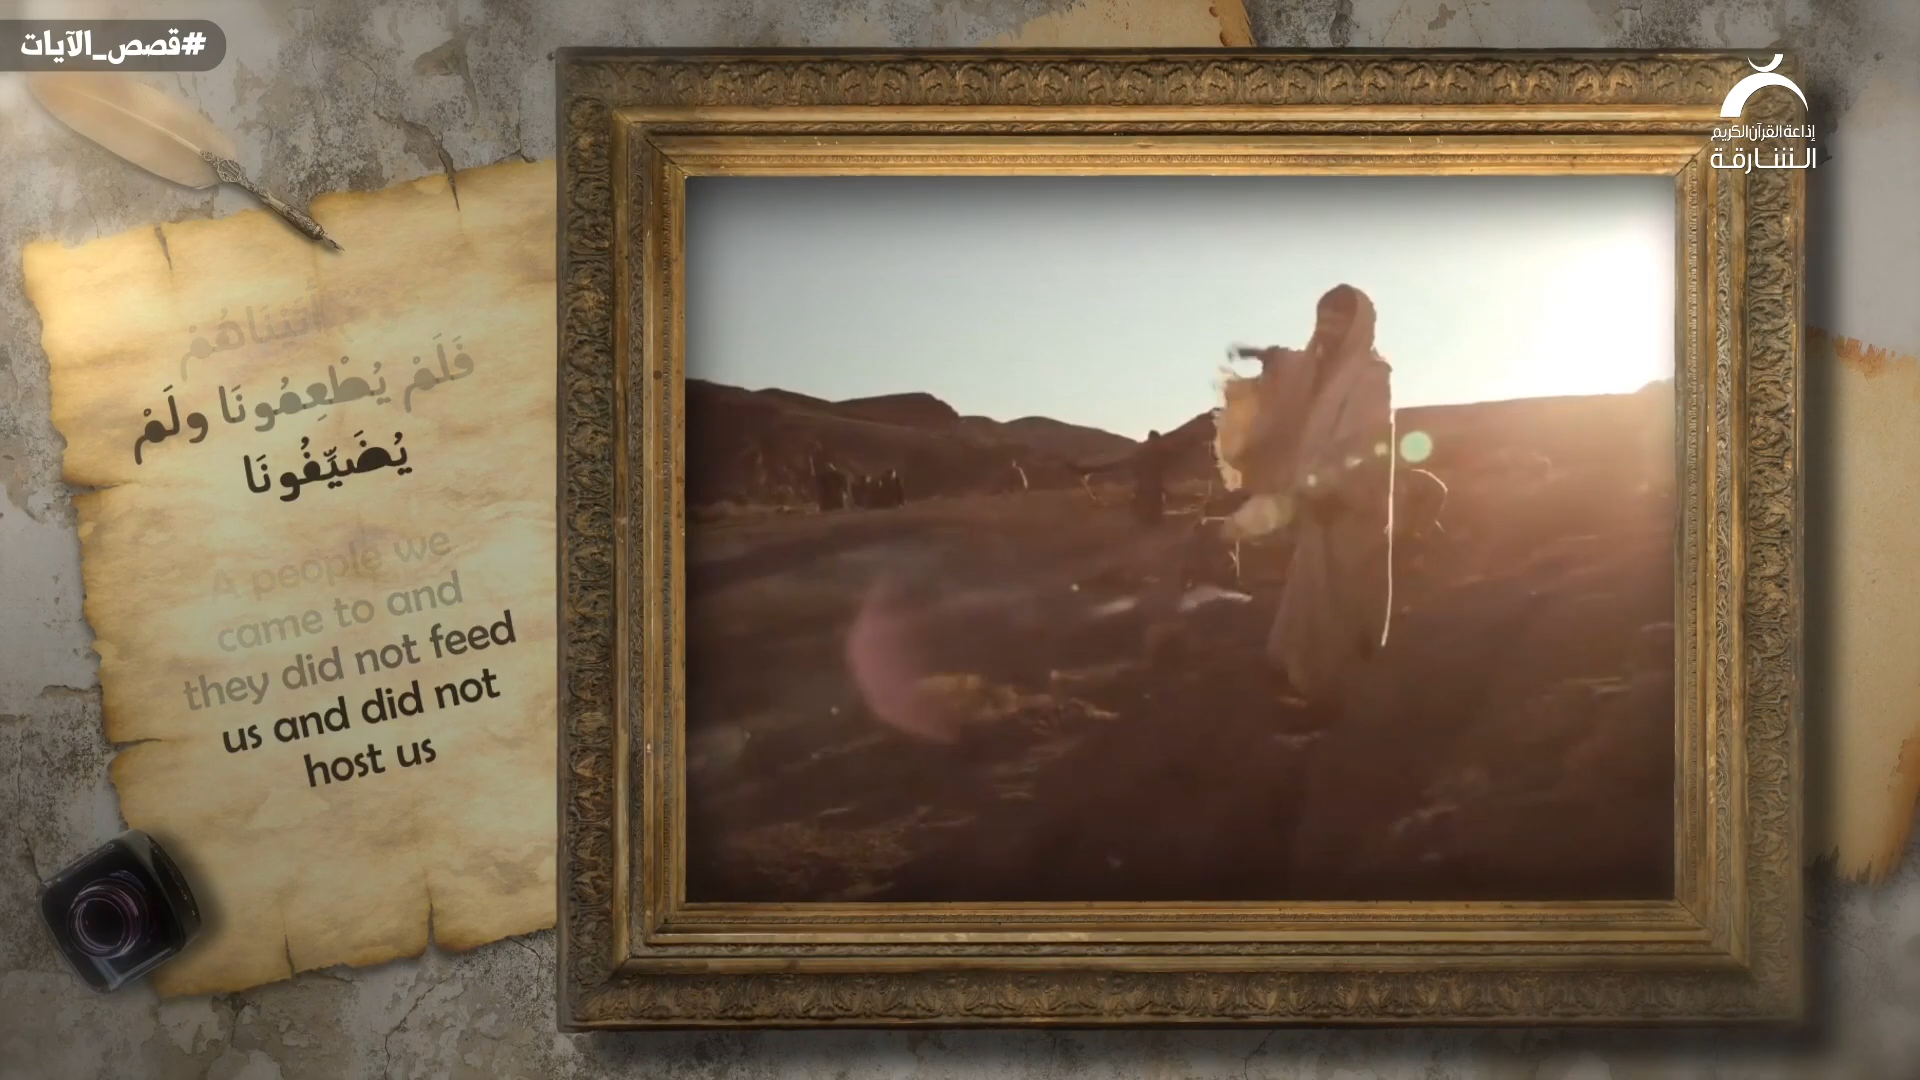 #قصص_الآيات
إذاعة القرآن الكريم
الشارقة
أتيناهُمْ
فَلَمْ يُطْعِمُونَا ولَمْ
يُضَيِّفُونَا
A people we
came to and
they did not feed
us and did not
host us